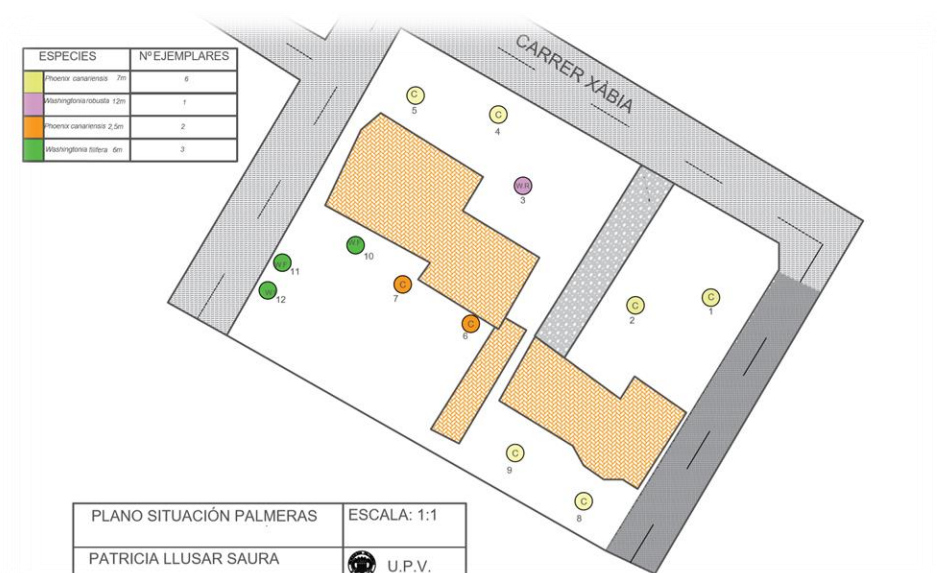 ESPECIES NºEJEMPLARES
Phoenix canariensis 7m 6
Washingtonia robusta 12m 1
Phoenix canariensis 2,5m 2
Washingtonia filifera 6m 3
CARRER XÀBIA
C
5
C
4
W.R
3
W.F
10
W.F
11
12
C
7
C
6
C
2
C
1
C
9
C
8
PLANO SITUACIÓN PALMERAS ESCALA: 1:1
PATRICIA LLUSAR SAURA U.P.V.